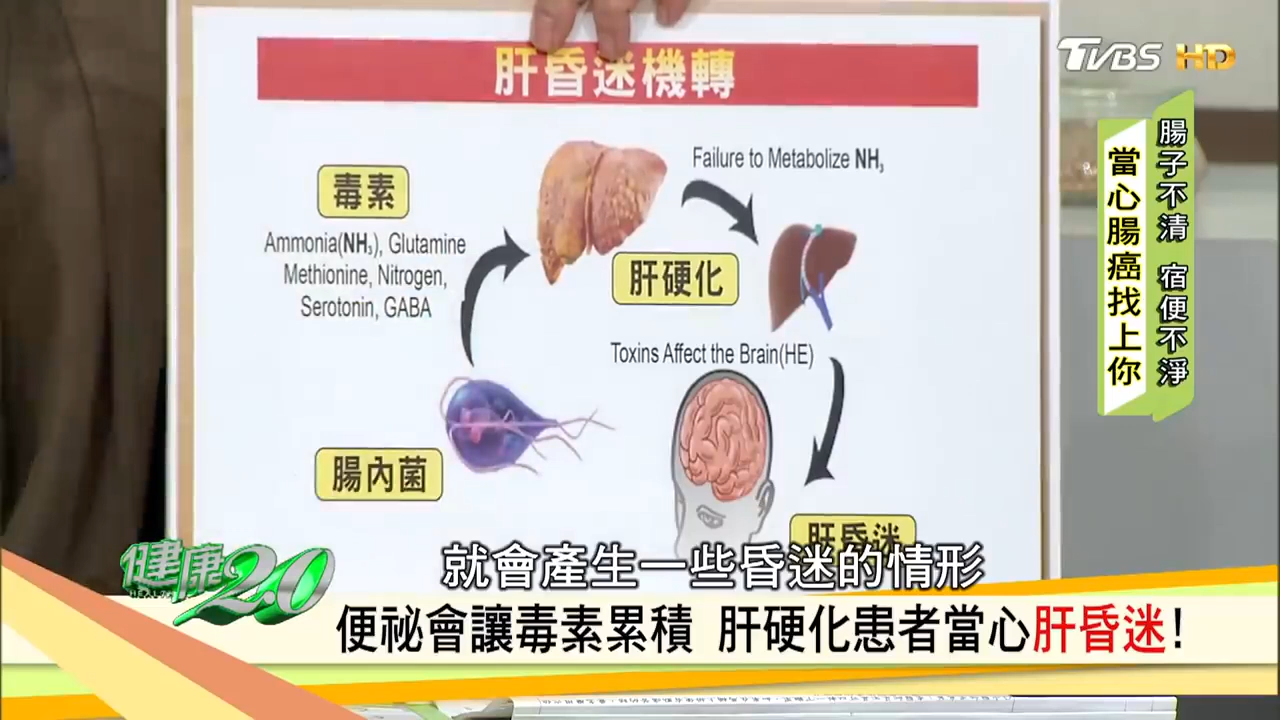 肝昏迷機轉
TVBS HD
腸子不清 宿便不淨
當心腸癌找上你
毒素
Ammonia(NH₃), Glutamine
Methionine, Nitrogen,
Serotonin, GABA
Failure to Metabolize NH₃
肝硬化
Toxins Affect the Brain(HE)
腸內菌
肝昏迷
就會產生一些昏迷的情形
健康2.0
HEALTH
便祕會讓毒素累積 肝硬化患者當心肝昏迷!